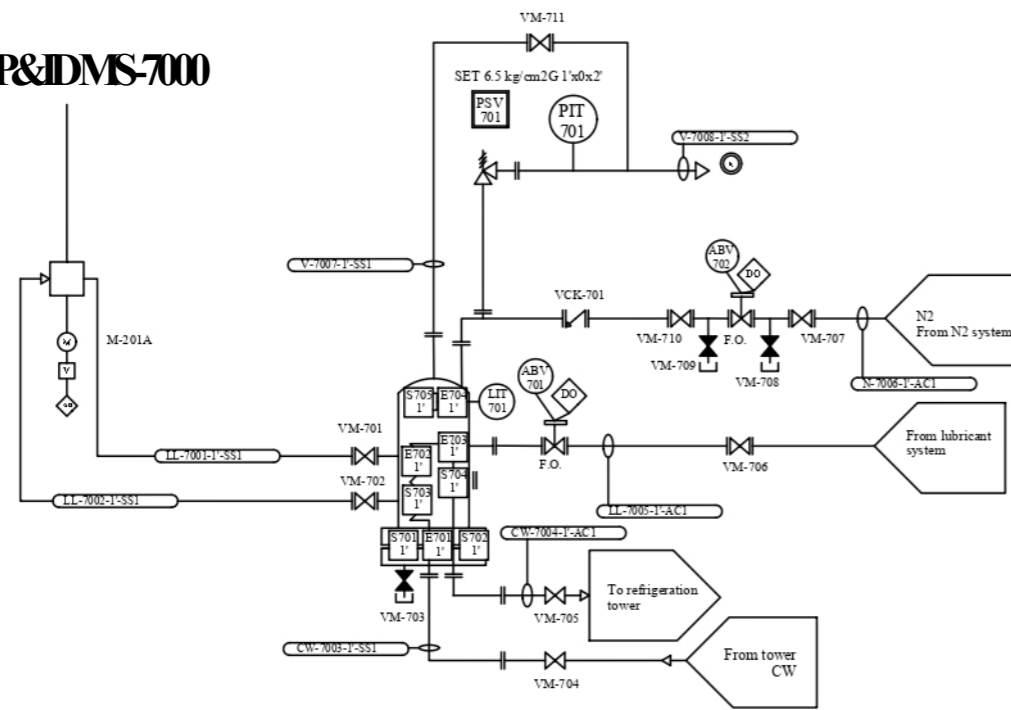 VM-711
P&IDMS-7000
SET 6.5 kg/cm2G 1'x0x2'
PSV
701
PIT
701
V-7008-1'-SS2
V-7007-1'-SS1
ABV
702
DO
VCK-701
N2
From N2 system
VM-710
F.O.
VM-707
VM-709
VM-708
N-7006-1'-AC1
M-201A
V
S705
1'
E704
1'
LIT
701
ABV
701
DO
VM-701
E703
1'
From lubricant
system
LL-7001-1'-SS1
E702
1'
F.O.
VM-706
VM-702
S704
1'
LL-7002-1'-SS1
S703
1'
LL-7005-1'-AC1
CW-7004-1'-AC1
S701
1'
E701
1'
S702
1'
To refrigeration
tower
VM-703
VM-705
CW-7003-1'-SS1
From tower
CW
VM-704